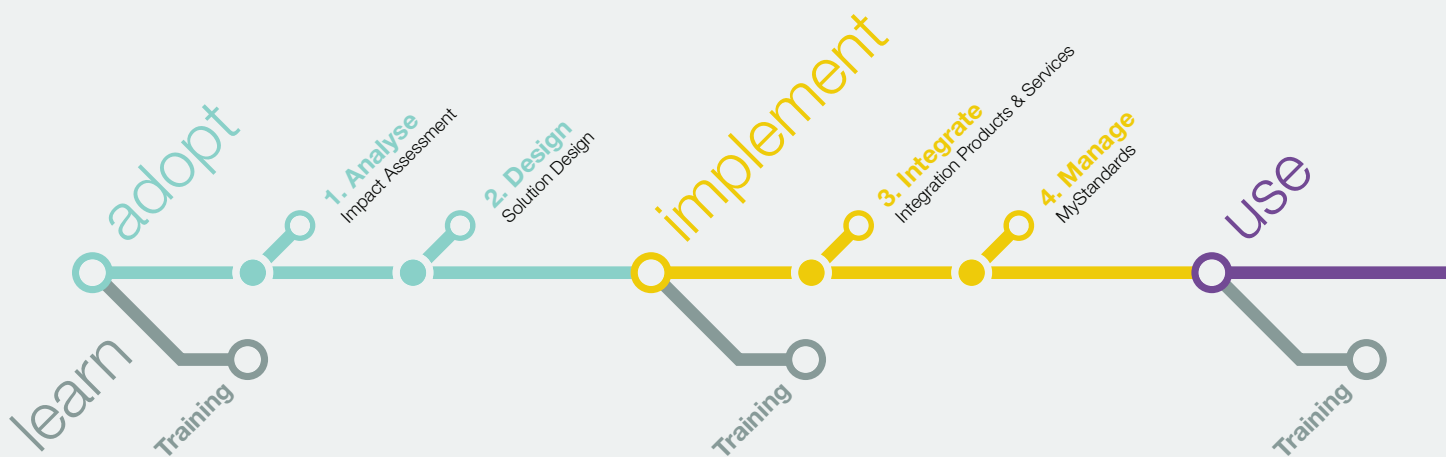 adopt
1. Analyse
Impact Assessment
2. Design
Solution Design
implement
3. Integrate
Integration Products & Services
4. Manage
MyStandards
use
learn
Training
Training
Training